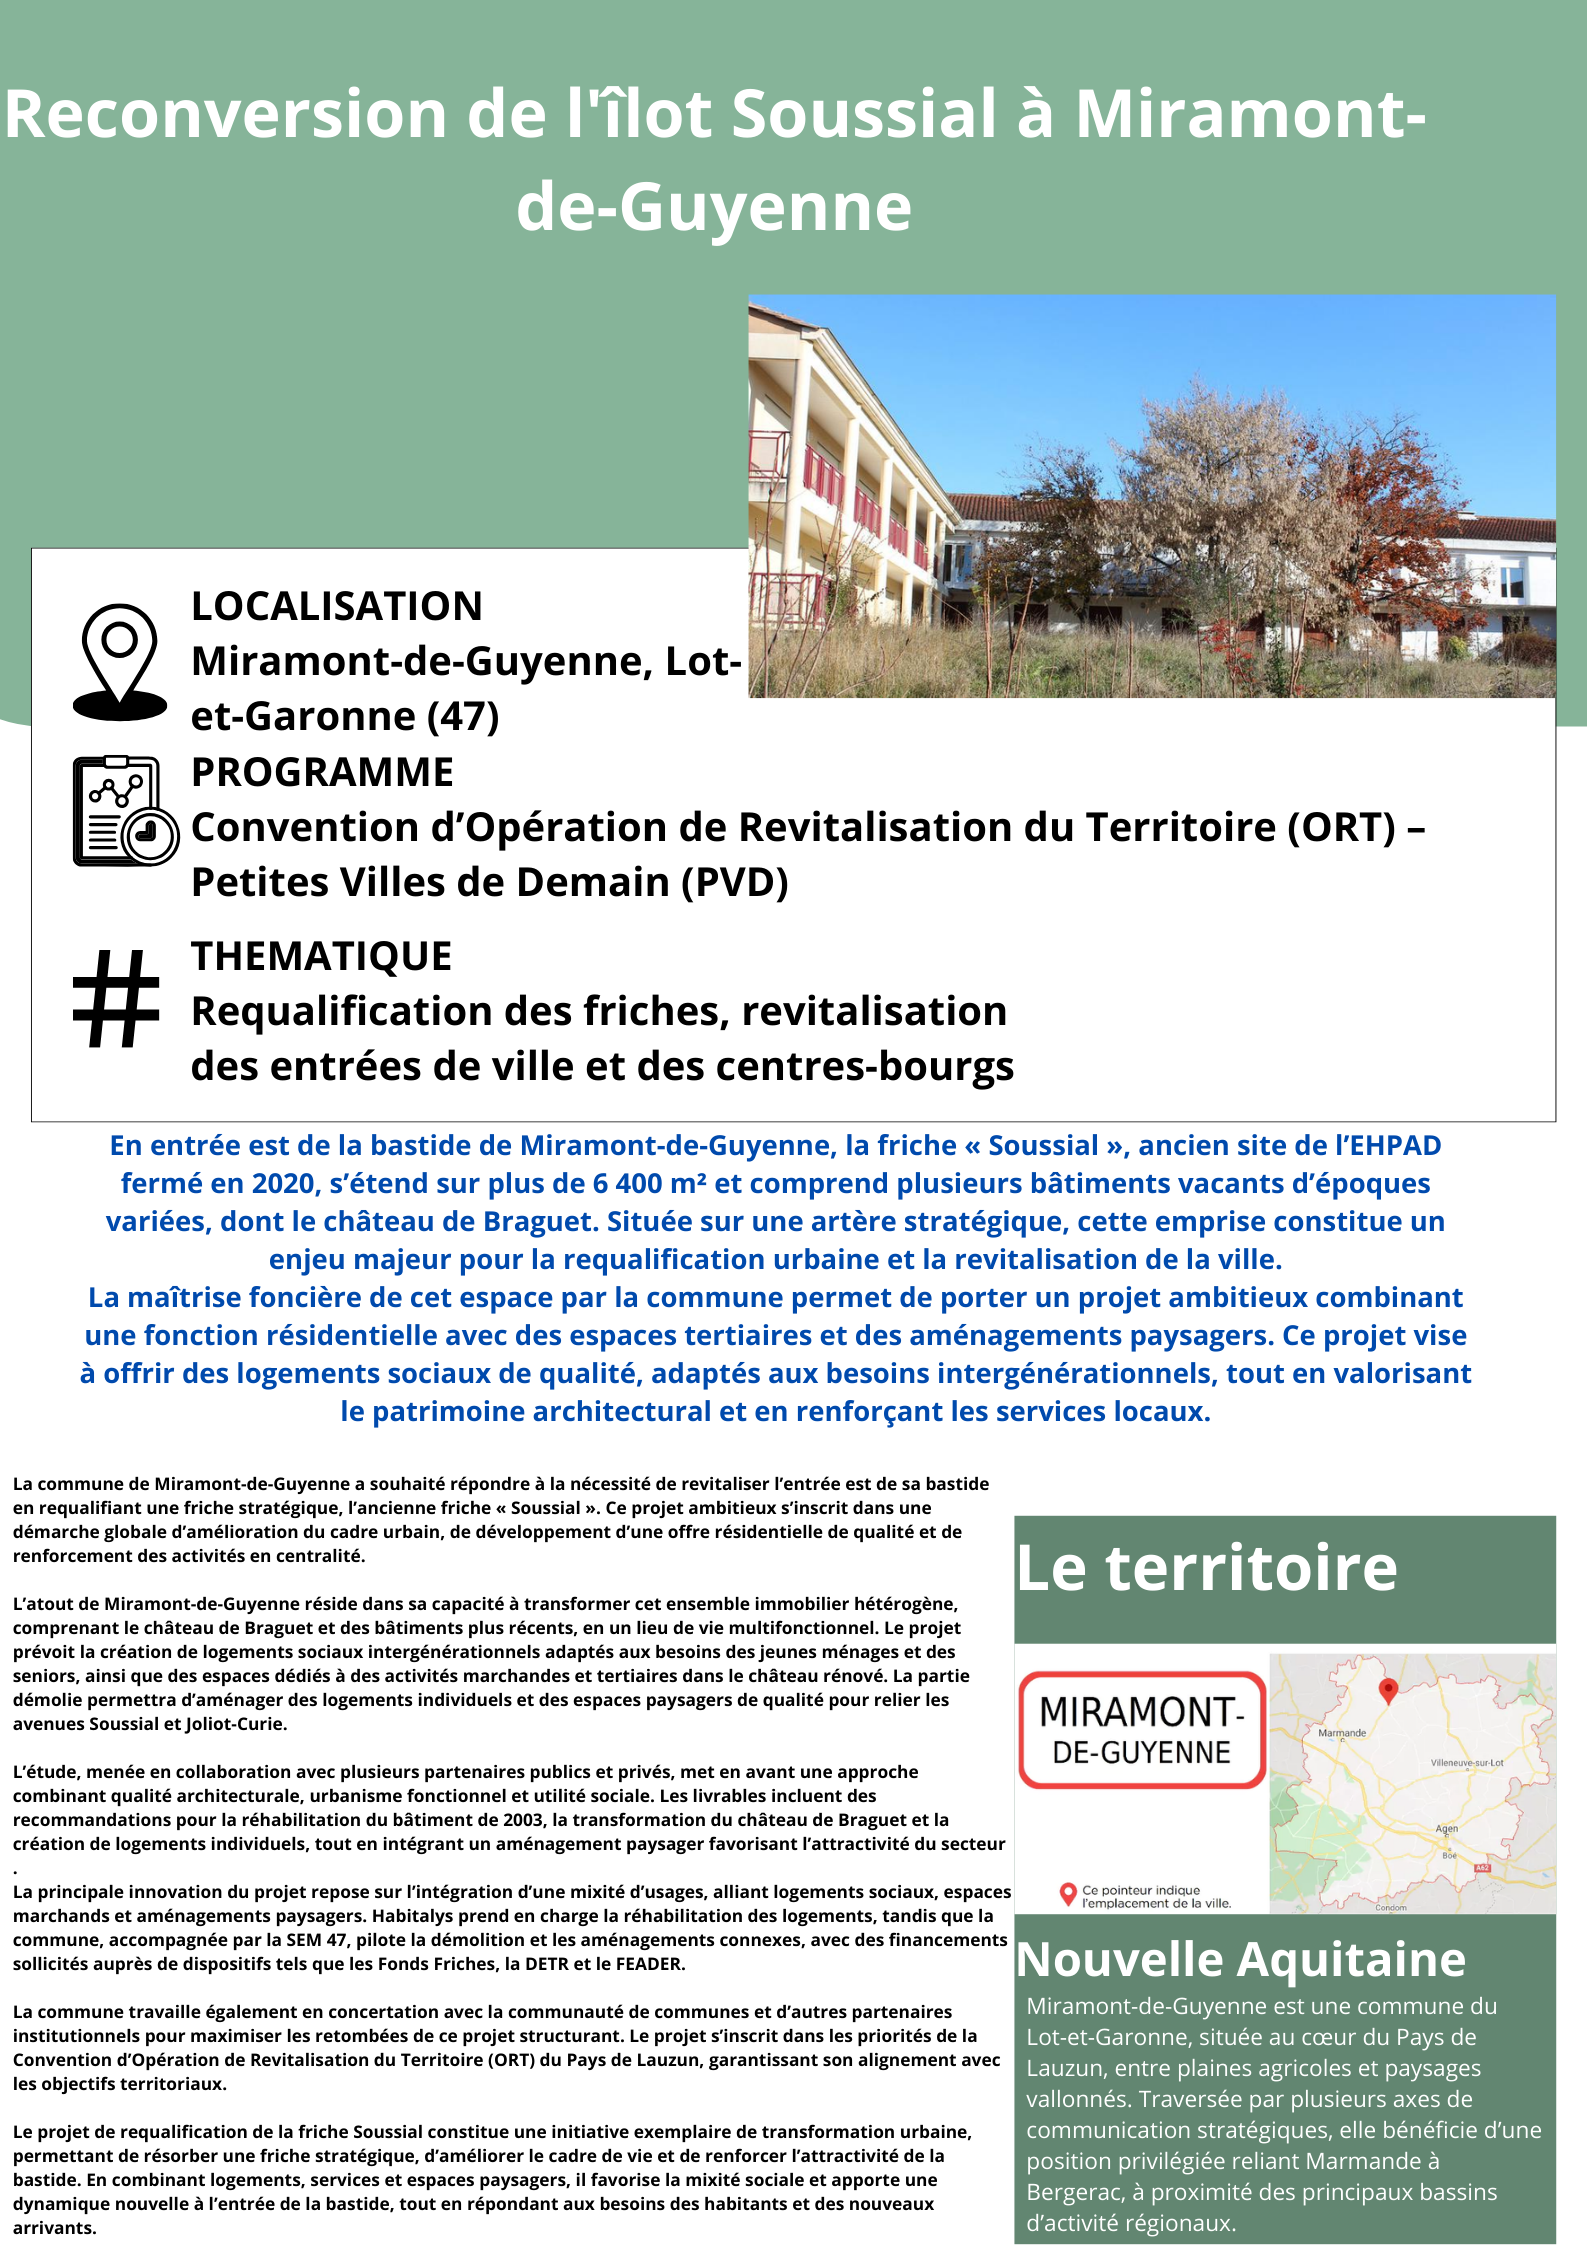 Reconversion de l'îlot Soussial à Miramont-
de-Guyenne
LOCALISATION
Miramont-de-Guyenne, Lot-
et-Garonne (47)
PROGRAMME
Convention d’Opération de Revitalisation du Territoire (ORT) –
Petites Villes de Demain (PVD)
THEMATIQUE
Requalification des friches, revitalisation
des entrées de ville et des centres-bourgs
En entrée est de la bastide de Miramont-de-Guyenne, la friche « Soussial », ancien site de l’EHPAD
fermé en 2020, s’étend sur plus de 6 400 m² et comprend plusieurs bâtiments vacants d’époques
variées, dont le château de Braguet. Située sur une artère stratégique, cette emprise constitue un
enjeu majeur pour la requalification urbaine et la revitalisation de la ville.
La maîtrise foncière de cet espace par la commune permet de porter un projet ambitieux combinant
une fonction résidentielle avec des espaces tertiaires et des aménagements paysagers. Ce projet vise
à offrir des logements sociaux de qualité, adaptés aux besoins intergénérationnels, tout en valorisant
le patrimoine architectural et en renforçant les services locaux.
La commune de Miramont-de-Guyenne a souhaité répondre à la nécessité de revitaliser l’entrée est de sa bastide
en requalifiant une friche stratégique, l’ancienne friche « Soussial ». Ce projet ambitieux s’inscrit dans une
démarche globale d’amélioration du cadre urbain, de développement d’une offre résidentielle de qualité et de
renforcement des activités en centralité.
L’atout de Miramont-de-Guyenne réside dans sa capacité à transformer cet ensemble immobilier hétérogène,
comprenant le château de Braguet et des bâtiments plus récents, en un lieu de vie multifonctionnel. Le projet
prévoit la création de logements sociaux intergénérationnels adaptés aux besoins des jeunes ménages et des
seniors, ainsi que des espaces dédiés à des activités marchandes et tertiaires dans le château rénové. La partie
démolie permettra d’aménager des logements individuels et des espaces paysagers de qualité pour relier les
avenues Soussial et Joliot-Curie.
L’étude, menée en collaboration avec plusieurs partenaires publics et privés, met en avant une approche
combinant qualité architecturale, urbanisme fonctionnel et utilité sociale. Les livrables incluent des
recommandations pour la réhabilitation du bâtiment de 2003, la transformation du château de Braguet et la
création de logements individuels, tout en intégrant un aménagement paysager favorisant l’attractivité du secteur
.
La principale innovation du projet repose sur l’intégration d’une mixité d’usages, alliant logements sociaux, espaces
marchands et aménagements paysagers. Habitalys prend en charge la réhabilitation des logements, tandis que la
commune, accompagnée par la SEM 47, pilote la démolition et les aménagements connexes, avec des financements
sollicités auprès de dispositifs tels que les Fonds Friches, la DETR et le FEADER.
La commune travaille également en concertation avec la communauté de communes et d’autres partenaires
institutionnels pour maximiser les retombées de ce projet structurant. Le projet s’inscrit dans les priorités de la
Convention d’Opération de Revitalisation du Territoire (ORT) du Pays de Lauzun, garantissant son alignement avec
les objectifs territoriaux.
Le projet de requalification de la friche Soussial constitue une initiative exemplaire de transformation urbaine,
permettant de résorber une friche stratégique, d’améliorer le cadre de vie et de renforcer l’attractivité de la
bastide. En combinant logements, services et espaces paysagers, il favorise la mixité sociale et apporte une
dynamique nouvelle à l’entrée de la bastide, tout en répondant aux besoins des habitants et des nouveaux
arrivants.
Le territoire
MIRAMONT-
DE-GUYENNE
Marmande
Villeneuve-sur-Lot
Agen
Boé
A62
Condom
Ce pointeur indique
l’emplacement de la ville.
Nouvelle Aquitaine
Miramont-de-Guyenne est une commune du
Lot-et-Garonne, située au cœur du Pays de
Lauzun, entre plaines agricoles et paysages
vallonnés. Traversée par plusieurs axes de
communication stratégiques, elle bénéficie d’une
position privilégiée reliant Marmande à
Bergerac, à proximité des principaux bassins
d’activité régionaux.